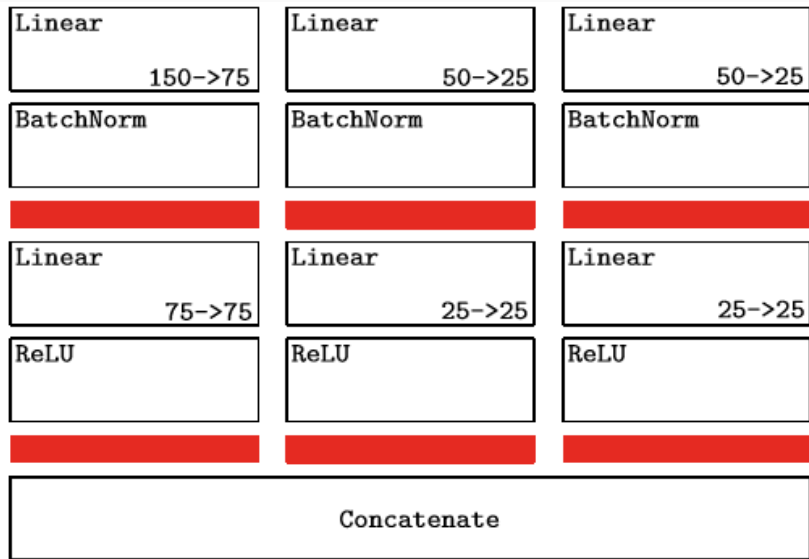 Linear Linear Linear
150->75 50->25 50->25
BatchNorm BatchNorm BatchNorm
Linear Linear Linear
75->75 25->25 25->25
ReLU ReLU ReLU
Concatenate